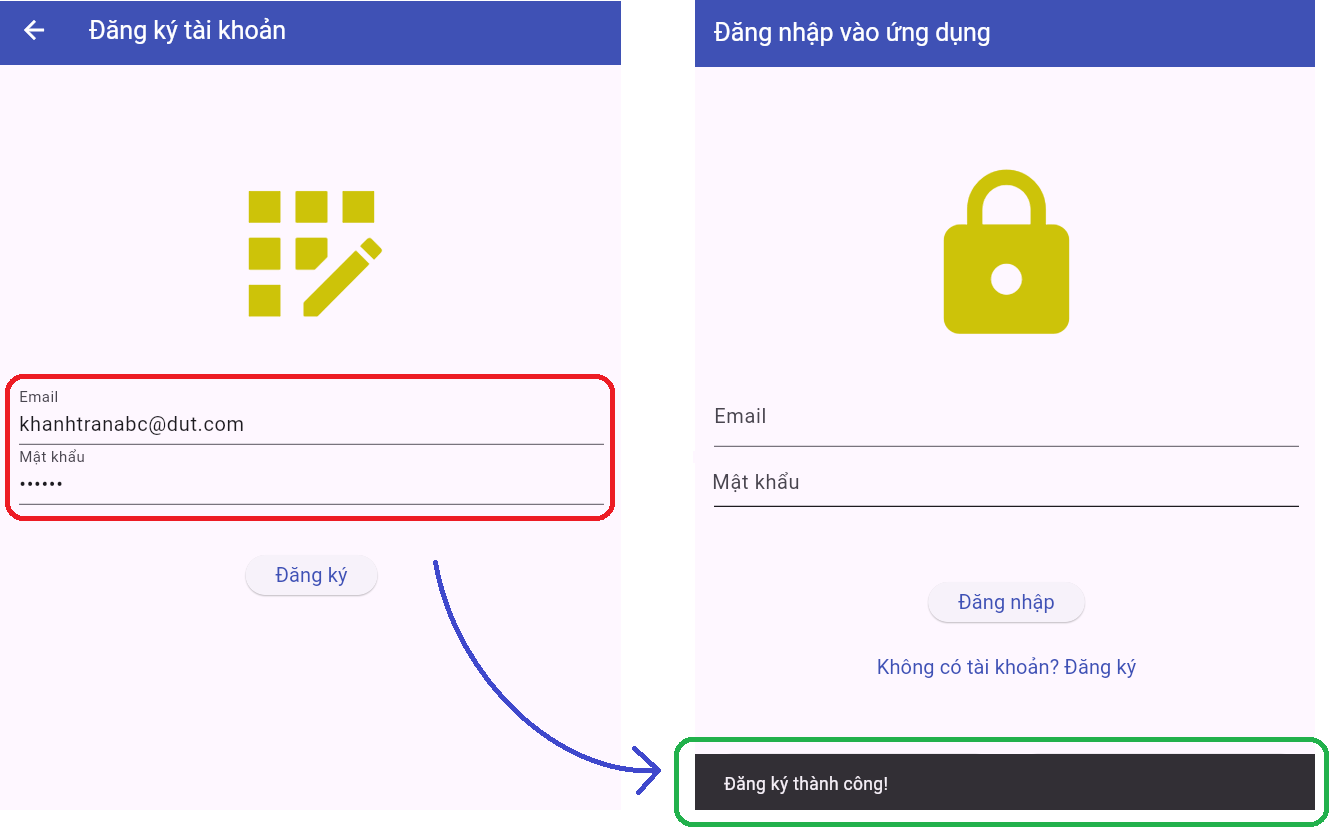 Đăng ký tài khoản
Email
khanhtranabc@dut.com
Mật khẩu
••••••
Đăng ký
Đăng nhập vào ứng dụng
Email
Mật khẩu
Đăng nhập
Không có tài khoản? Đăng ký
Đăng ký thành công!